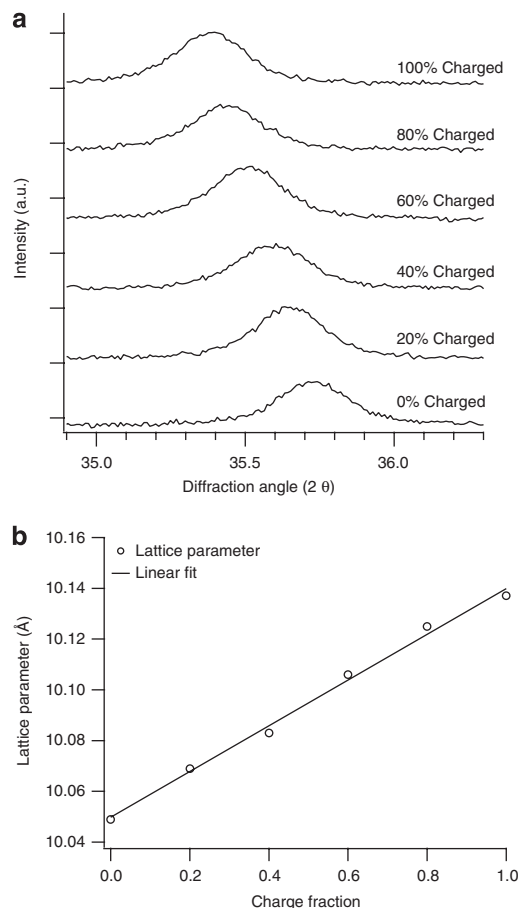 a
Intensity (a.u.)
100% Charged
80% Charged
60% Charged
40% Charged
20% Charged
0% Charged
35.0 35.5 36.0
Diffraction angle (2 θ)
b
Lattice parameter (Å)
10.16
10.14
10.12
10.10
10.08
10.06
10.04
Lattice parameter
Linear fit
0.0 0.2 0.4 0.6 0.8 1.0
Charge fraction